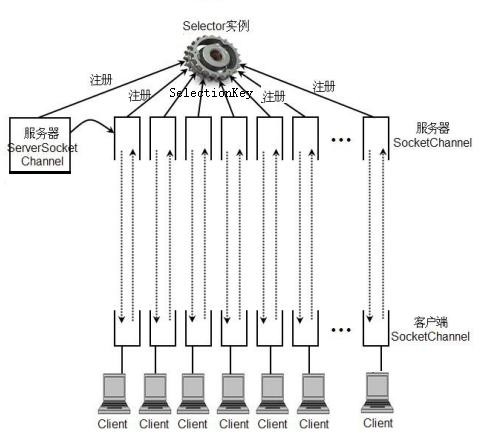 Selector实例
注册
注册
SelectionKey
注册
注册
服务器
ServerSocket
Channel
服务器
SocketChannel
...
客户端
SocketChannel
...
Client
Client
Client
Client
Client
Client
Client